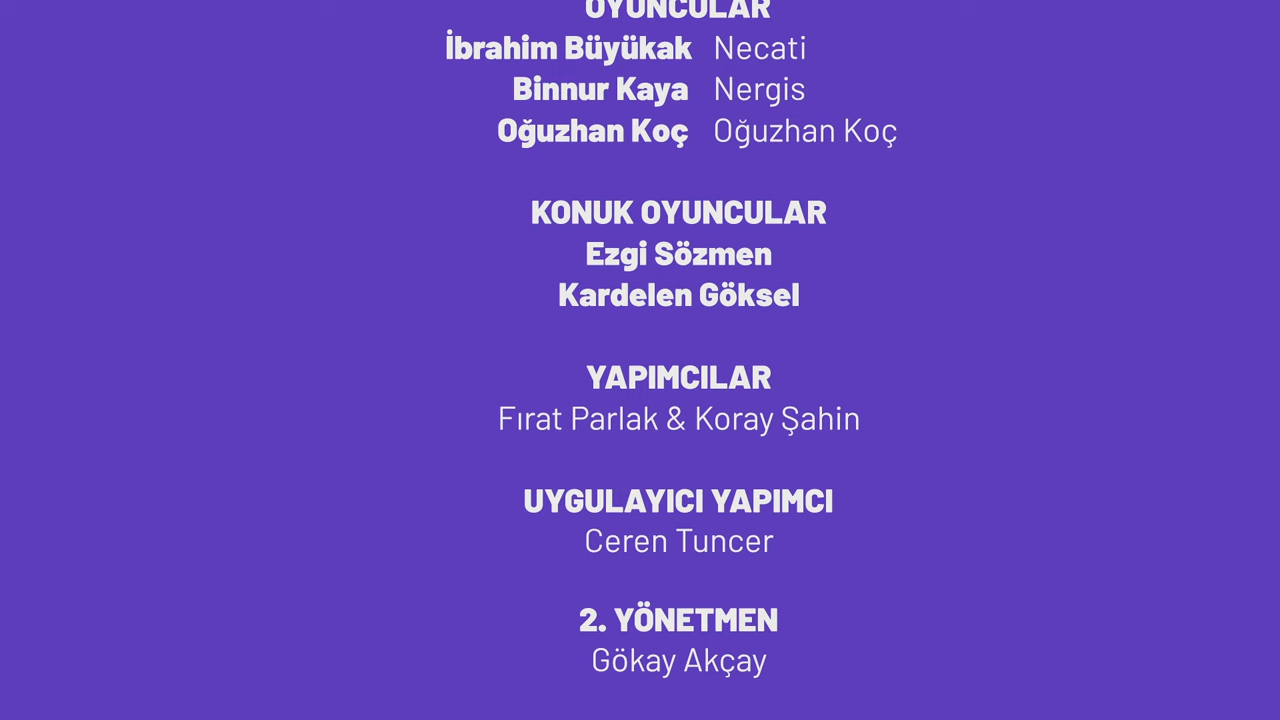 OYUNCULAR
İbrahim Büyükak Necati
Binnur Kaya Nergis
Oğuzhan Koç Oğuzhan Koç
KONUK OYUNCULAR
Ezgi Sözmen
Kardelen Göksel
YAPIMCILAR
Fırat Parlak & Koray Şahin
UYGULAYICI YAPIMCI
Ceren Tuncer
2. YÖNETMEN
Gökay Akçay